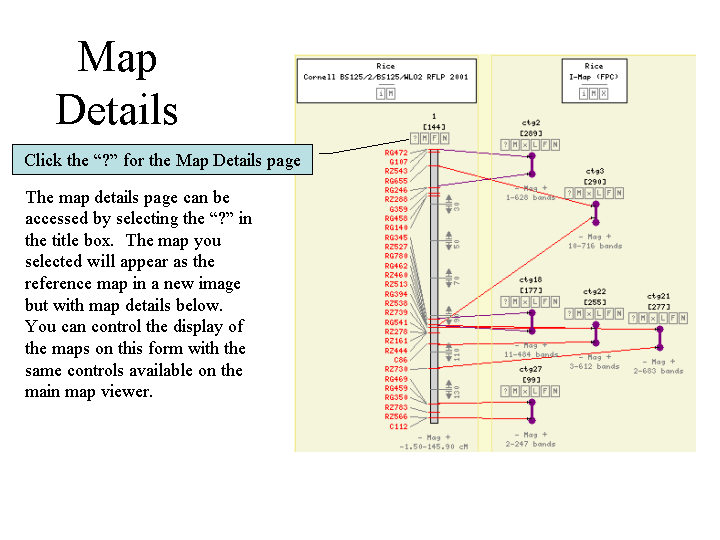 Map
Details
Click the “?” for the Map Details page
The map details page can be
accessed by selecting the “?” in
the title box.  The map you
selected will appear as the
reference map in a new image
but with map details below.
You can control the display of
the maps on this form with the
same controls available on the
main map viewer.
Rice
Cornell BS125/2/BS125/WL02 RFLP 2001
i M
1
[144]
? M F N
RG472
G107
RZ543
RG655
RG246
RZ288
G359
RG458
RG140
RG345
RZ527
RG780
RG462
RZ460
RZ513
RG394
RZ538
RZ739
RG541
RZ276
RZ161
RZ444
C86
RZ730
RG469
RG459
RG350
RZ783
RZ566
C112
30
50
70
110
130
- Mag +
-1.50-145.90 cM
Rice
I-Map (FPC)
i M X
ctg2
[289]
? M x L F N
- Mag +
1-628 bands
ctg3
[290]
? M x L F N
- Mag +
10-716 bands
ctg18
[177]
? M x L F N
- Mag +
11-484 bands
ctg22
[255]
? M x L F N
- Mag +
3-612 bands
ctg21
[277]
? M x L F N
- Mag +
2-683 bands
ctg27
[99]
? M x L F N
- Mag +
2-247 bands